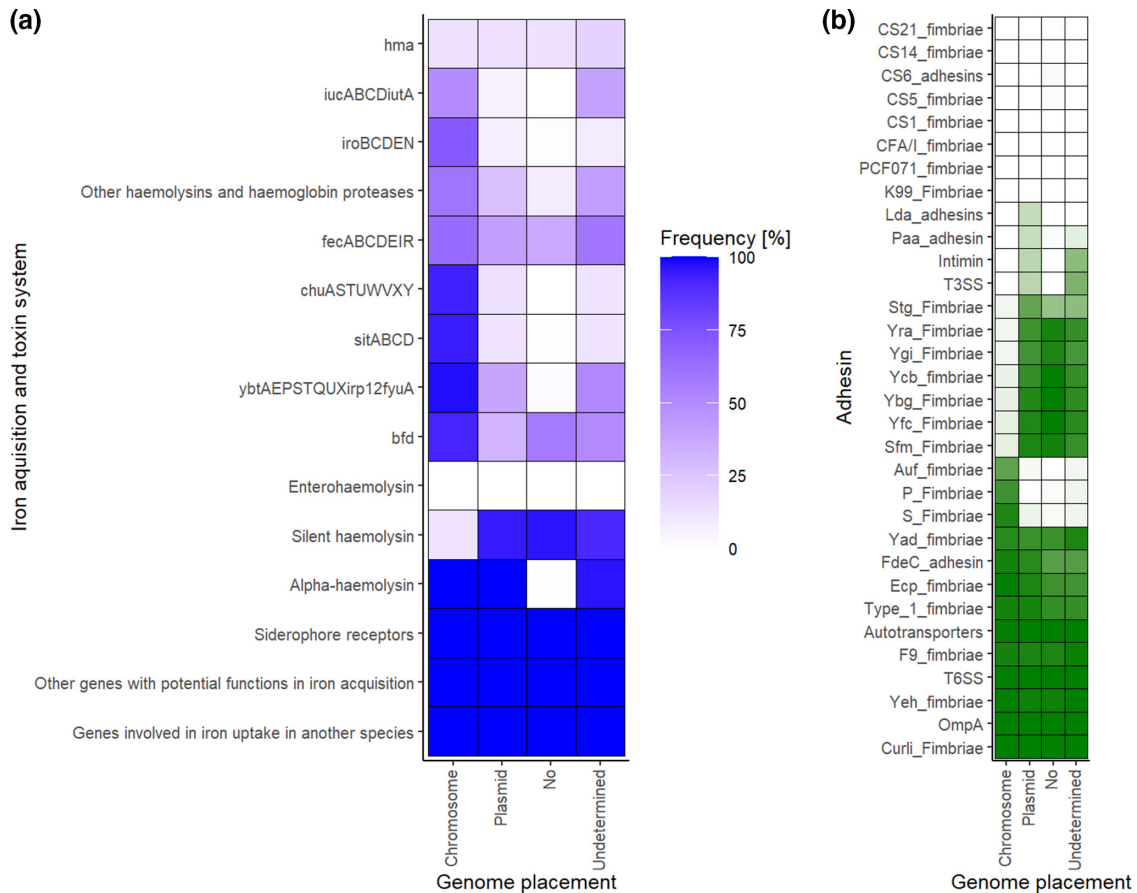 (a)
Iron aquisition and toxin system
hma
iucABCDiutA
iroBCDEN
Other haemolysins and haemoglobin proteases
fecABCDEIR
chuASTUWVXY
sitABCD
ybtAEPSTQUXirp12fyuA
bfd
Enterohaemolysin
Silent haemolysin
Alpha-haemolysin
Siderophore receptors
Other genes with potential functions in iron acquisition
Genes involved in iron uptake in another species
Chromosome
Plasmid
No
Undetermined
Genome placement
Frequency [%]
100
75
50
25
0
(b)
Adhesin
CS21_fimbriae
CS14_fimbriae
CS6_adhesins
CS5_fimbriae
CS1_fimbriae
CFA/I_fimbriae
PCF071_fimbriae
K99_Fimbriae
Lda_adhesins
Paa_adhesin
Intimin
T3SS
Stg_Fimbriae
Yra_Fimbriae
Ygi_Fimbriae
Ycb_fimbriae
Ybg_Fimbriae
Yfc_Fimbriae
Sfm_Fimbriae
Auf_fimbriae
P_Fimbriae
S_Fimbriae
Yad_fimbriae
FdeC_adhesin
Ecp_fimbriae
Type_1_fimbriae
Autotransporters
F9_fimbriae
T6SS
Yeh_fimbriae
OmpA
Curli_Fimbriae
Chromosome
Plasmid
No
Undetermined
Genome placement